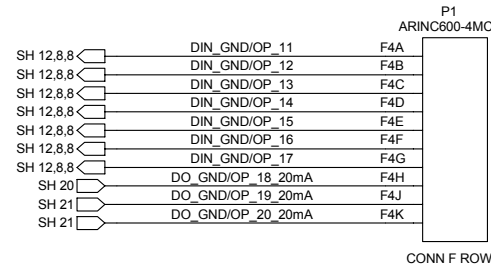 P1
ARINC600-4MC
SH 12,8,8 DIN_GND/OP_11 F4A
SH 12,8,8 DIN_GND/OP_12 F4B
SH 12,8,8 DIN_GND/OP_13 F4C
SH 12,8,8 DIN_GND/OP_14 F4D
SH 12,8,8 DIN_GND/OP_15 F4E
SH 12,8,8 DIN_GND/OP_16 F4F
SH 12,8,8 DIN_GND/OP_17 F4G
SH 20 DO_GND/OP_18_20mA F4H
SH 21 DO_GND/OP_19_20mA F4J
SH 21 DO_GND/OP_20_20mA F4K
CONN F ROW